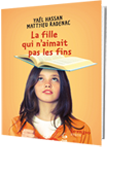 YAËL HASSAN
MATTHIEU RADENAC
La fille
qui n'aimait
pas les fins